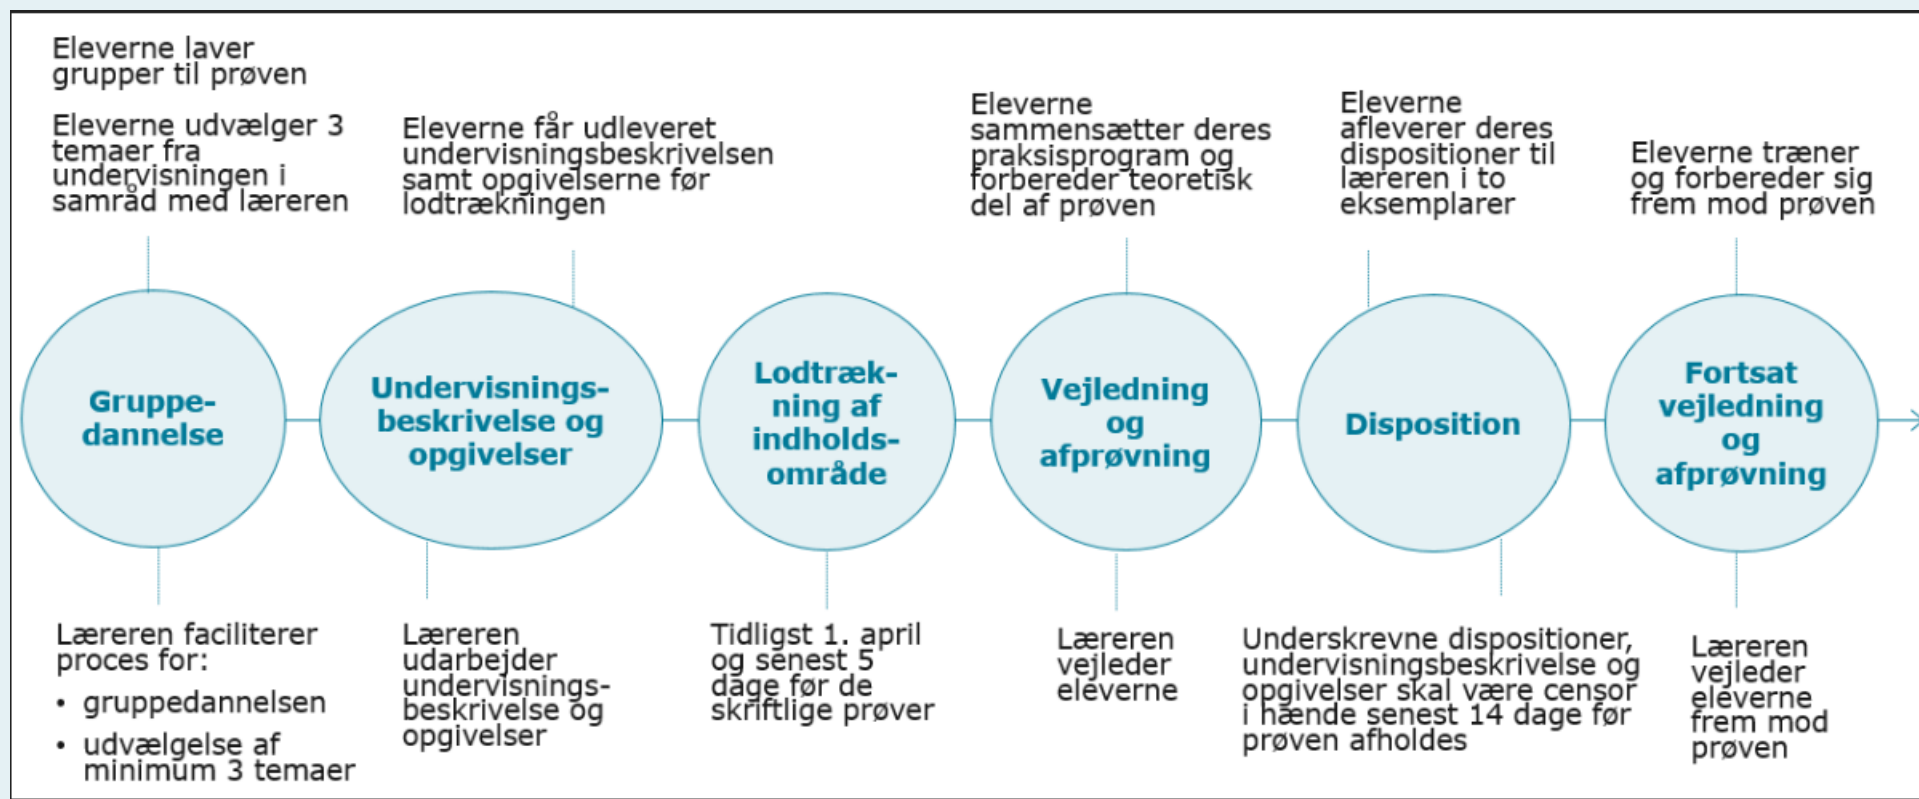 Eleverne laver
grupper til prøven
Eleverne udvælger 3
temaer fra
undervisningen i
samråd med læreren
Eleverne får udleveret
undervisningsbeskrivelsen
samt opgivelserne før
lodtrækningen
Eleverne
sammensætter deres
praksisprogram og
forbereder teoretisk
del af prøven
Eleverne
afleverer deres
dispositioner til
læreren i to
eksemplarer
Eleverne træner
og forbereder sig
frem mod prøven
Gruppe-
dannelse
Undervisnings-
beskrivelse og
opgivelser
Lodtræk-
ning af
indholds-
område
Vejledning
og
afprøvning
Disposition
Fortsat
vejledning
og
afprøvning
Læreren faciliterer
proces for:
• gruppedannelsen
• udvælgelse af
minimum 3 temaer
Læreren
udarbejder
undervisnings-
beskrivelse og
opgivelser
Tidligst 1. april
og senest 5
dage før de
skriftlige prøver
Læreren
vejleder
eleverne
Underskrevne dispositioner,
undervisningsbeskrivelse og
opgivelser skal være censor
i hænde senest 14 dage før
prøven afholdes
Læreren
vejleder
eleverne
frem mod
prøven